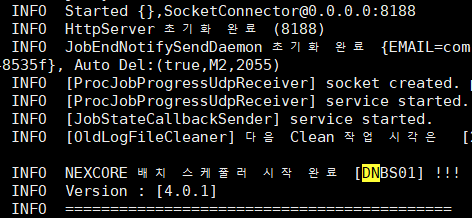 INFO Started {},SocketConnector@0.0.0.0:8188
INFO HttpServer 초기화 완료 (8188)
INFO JobEndNotifySendDaemon 초기화 완료 {EMAIL=com
48535f}, Auto Del:(true,M2,2055)
INFO [ProcJobProgressUdpReceiver] socket created. p
INFO [ProcJobProgressUdpReceiver] service started.
INFO [JobStateCallbackSender] service started.
INFO [OldLogFileCleaner] 다음 Clean 작업 시각은 [
INFO NEXCORE 배치 스케줄러 시작 완료 [DNBS01] !!!
INFO Version : [4.0.1]
INFO ==========================================